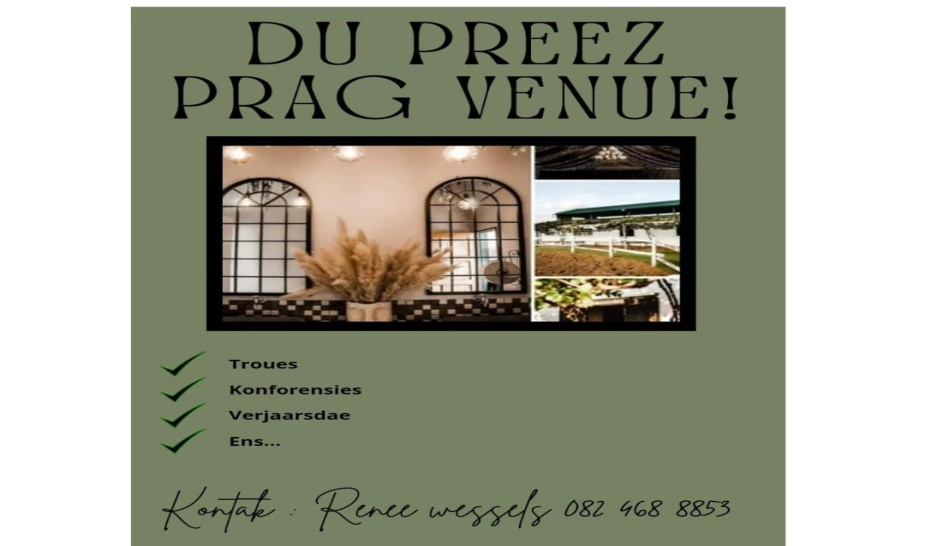 DU PREEZ
PRAG VENUE!
Troues
Konforensies
Verjaarsdae
Ens...
Kontak : Renee wessels 082 468 8853